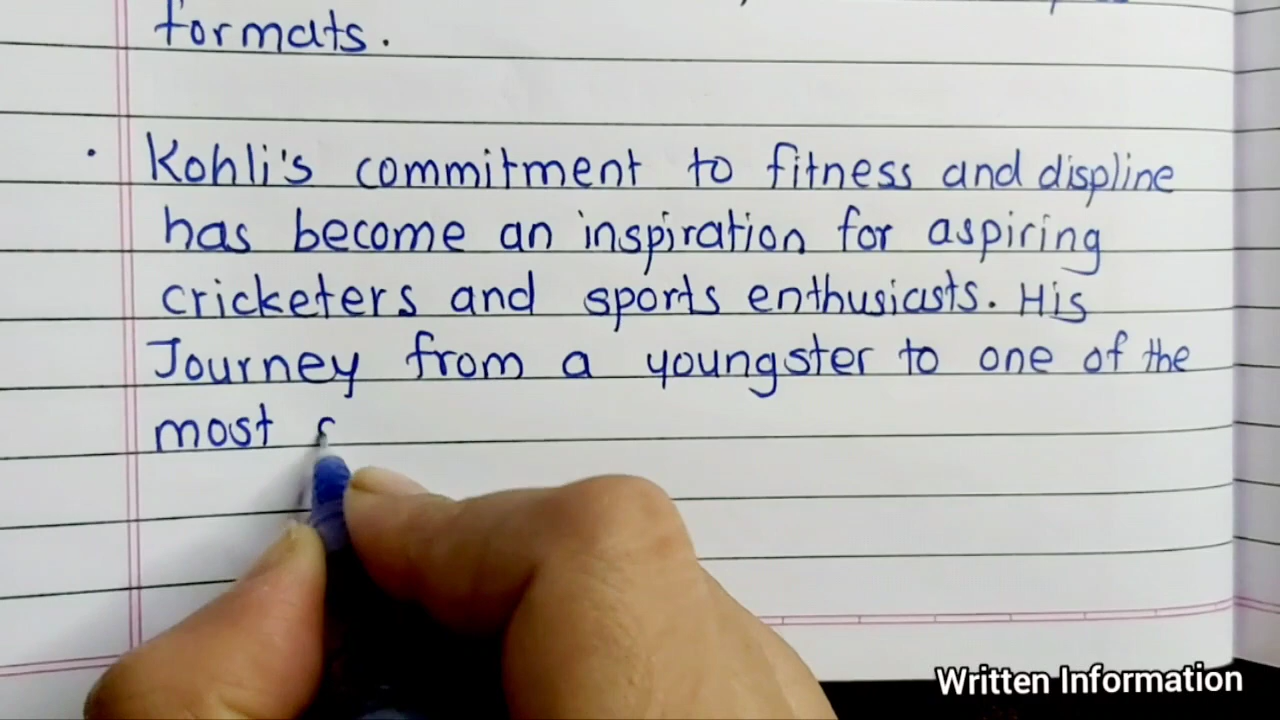 formats.
· Kohli's commitment to fitness and displine
has become an inspiration for aspiring
cricketers and sports enthusiasts. His
Journey from a youngster to one of the
most
Written Information